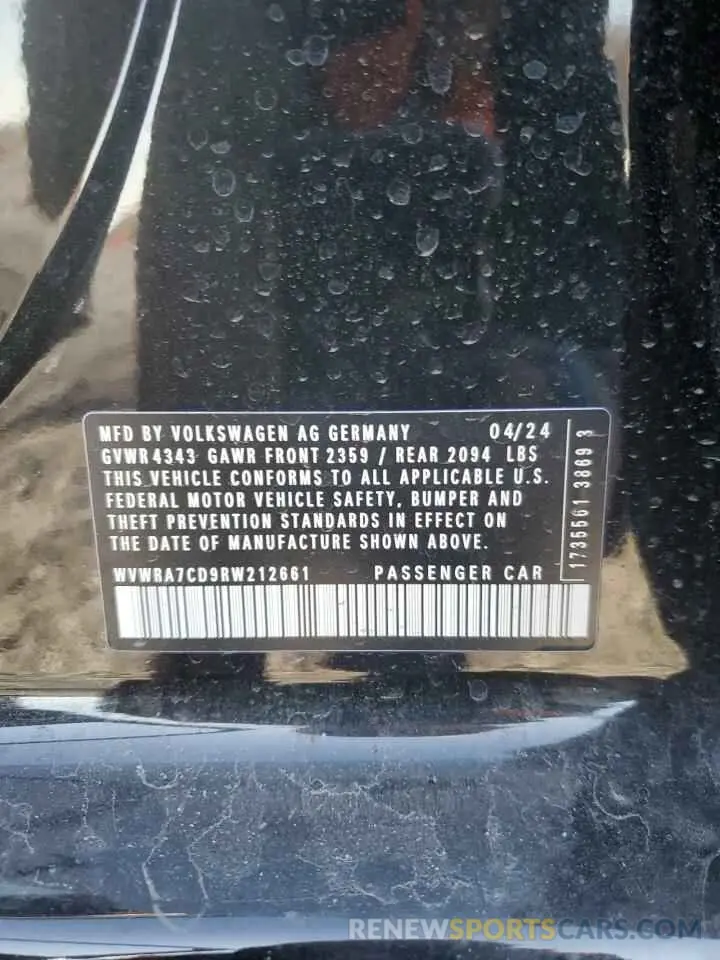 MFD BY VOLKSWAGEN AG GERMANY 04/24
GVWR 4343 GAWR FRONT 2359 / REAR 2094 LBS
THIS VEHICLE CONFORMS TO ALL APPLICABLE U.S.
FEDERAL MOTOR VEHICLE SAFETY, BUMPER AND
THEFT PREVENTION STANDARDS IN EFFECT ON
THE DATE OF MANUFACTURE SHOWN ABOVE.
WVWRA7CD9RW212661 PASSENGER CAR
1735561 3869 3
RENEWSPORTSCARS.COM